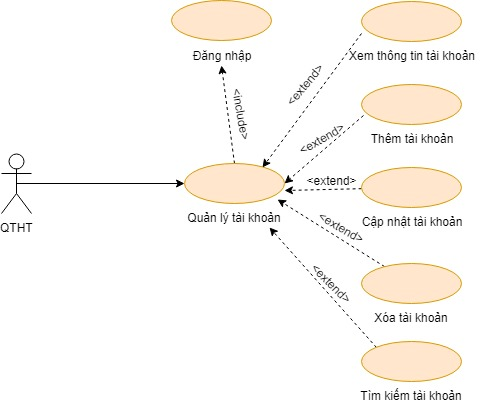 Đăng nhập
Xem thông tin tài khoản
<extend>
<include>
Thêm tài khoản
<extend>
QTHT
Quản lý tài khoản
<extend>
Cập nhật tài khoản
<extend>
Xóa tài khoản
<extend>
Tìm kiếm tài khoản